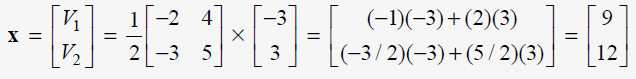 x = [V₁; V₂] = 1/2 [−2 4; −3 5] × [−3; 3] = [(−1)(−3)+(2)(3); (−3/2)(−3)+(5/2)(3)] = [9; 12]